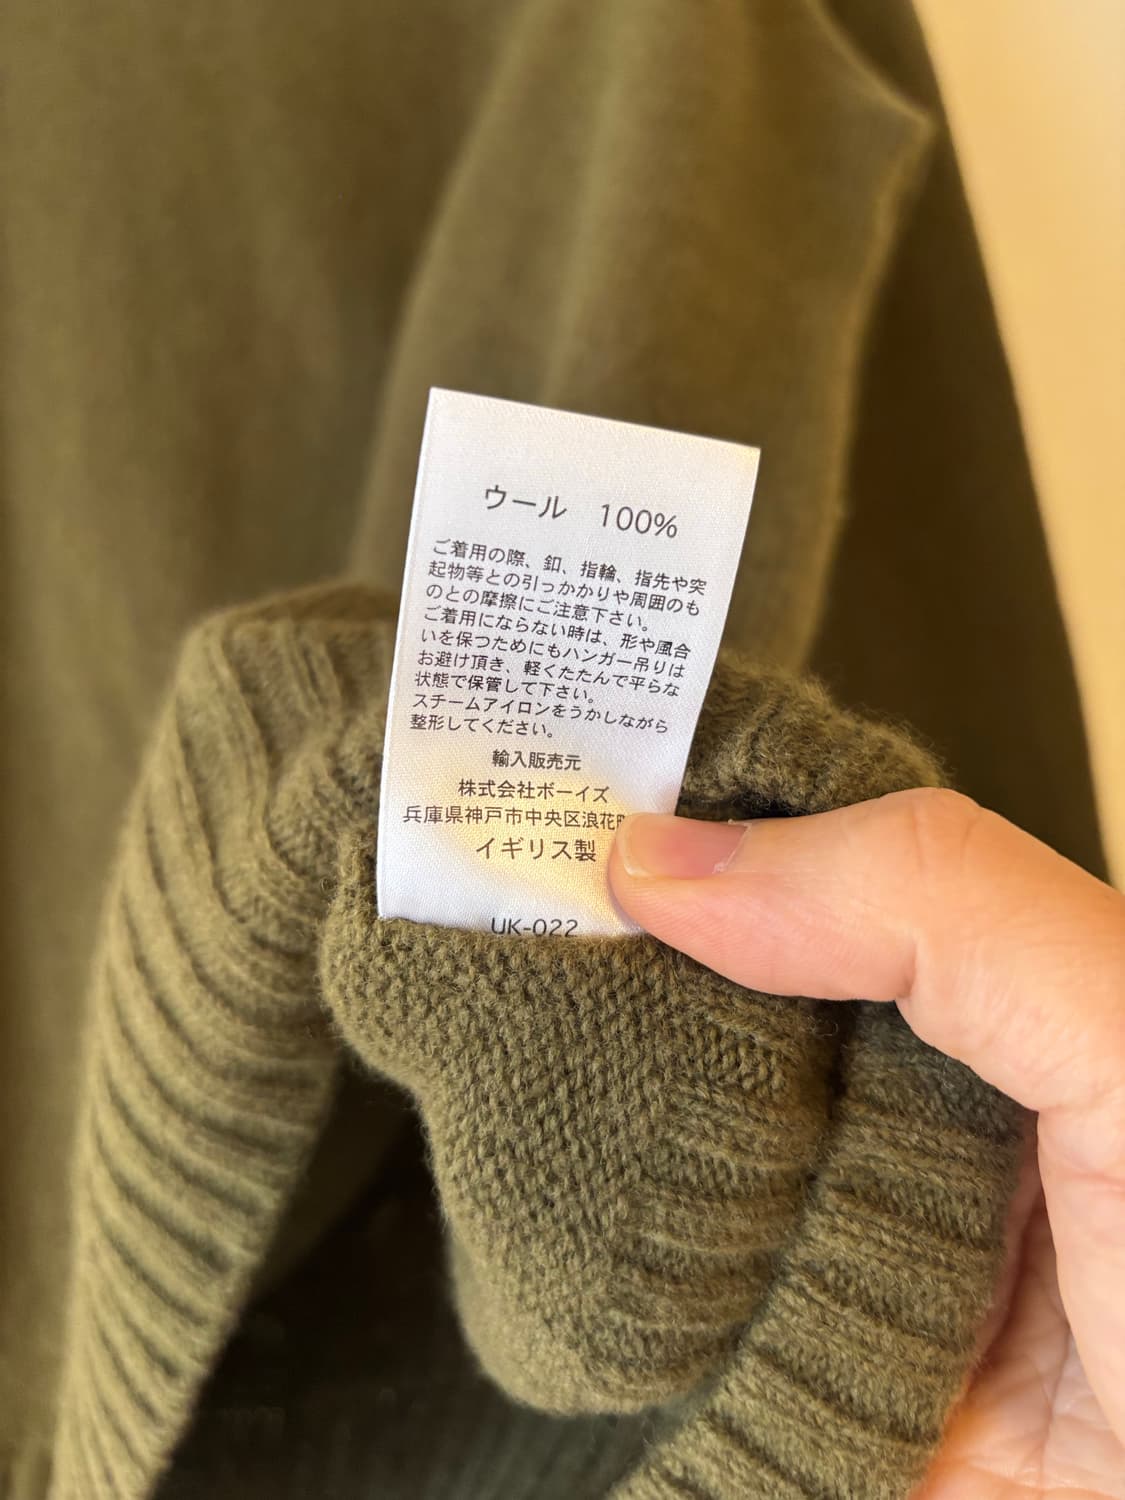 ウール 100%
ご着用の際、釦、指輪、指先や突
起物等との引っかかりや周囲のも
のとの摩擦にご注意下さい。
ご着用にならない時は、形や風合
いを保つためにもハンガー吊りは
お避け頂き、軽くたたんで平らな
状態で保管して下さい。
スチームアイロンをうかしながら
整形してください。
輸入販売元
株式会社ボーイズ
兵庫県神戸市中央区浪花
イギリス製
UK-022